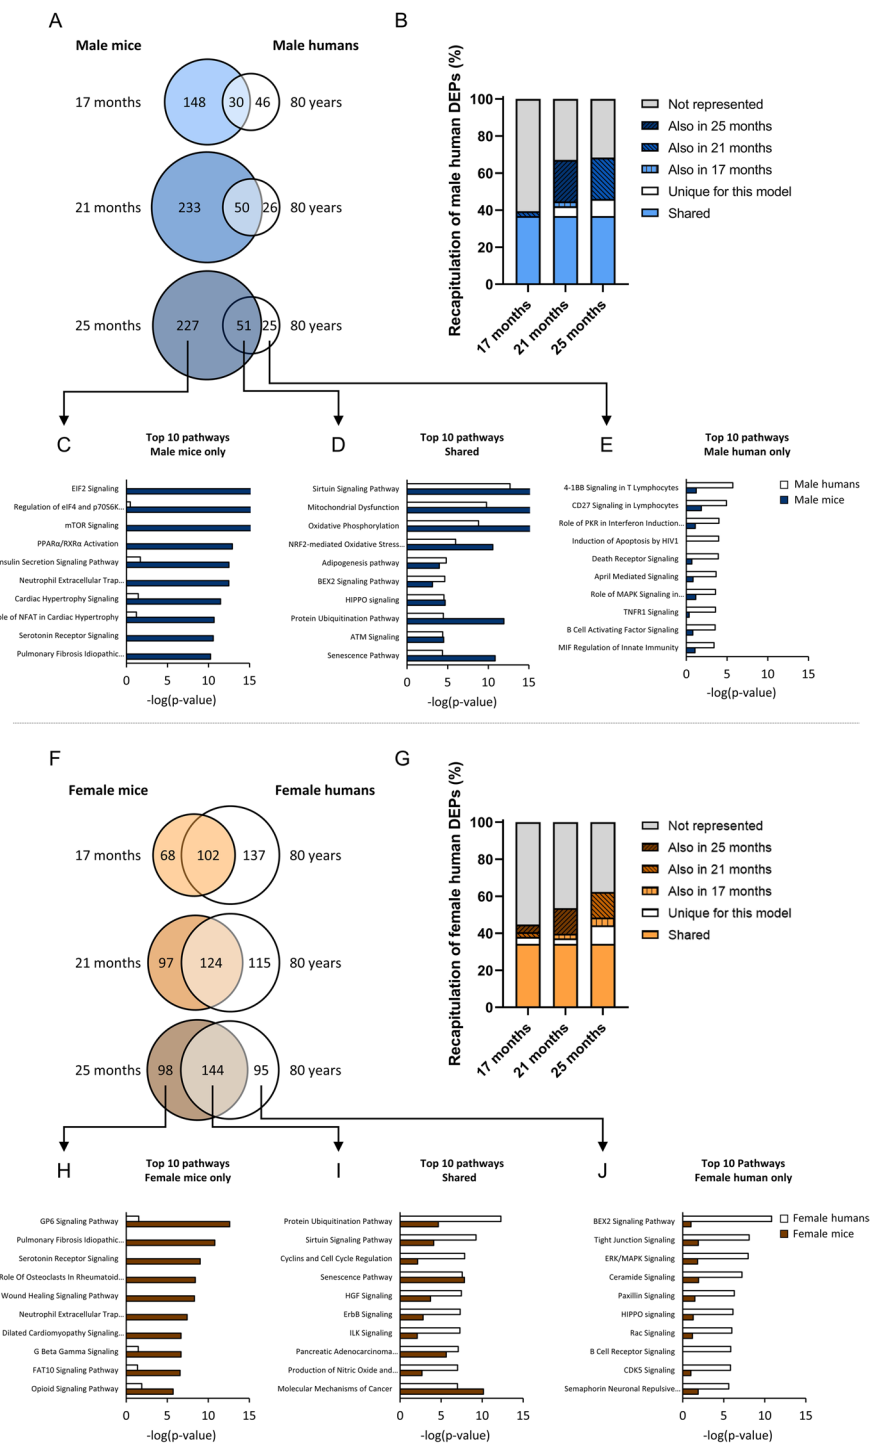 A
Male mice
Male humans
17 months
148
30
46
80 years
21 months
233
50
26
80 years
25 months
227
51
25
80 years
B
Recapitulation of male human DEPs (%)
100
80
60
40
20
0
17 months
21 months
25 months
Not represented
Also in 25 months
Also in 21 months
Also in 17 months
Unique for this model
Shared
C
Top 10 pathways
Male mice only
EIF2 Signaling
Regulation of eIF4 and p70S6K...
mTOR Signaling
PPARα/RXRα Activation
nsulin Secretion Signaling Pathway
Neutrophil Extracellular Trap...
Cardiac Hypertrophy Signaling
ole of NFAT in Cardiac Hypertrophy
Serotonin Receptor Signaling
Pulmonary Fibrosis Idiopathic...
0 5 10 15
-log(p-value)
D
Top 10 pathways
Shared
Sirtuin Signaling Pathway
Mitochondrial Dysfunction
Oxidative Phosphorylation
NRF2-mediated Oxidative Stress...
Adipogenesis pathway
BEX2 Signaling Pathway
HIPPO signaling
Protein Ubiquitination Pathway
ATM Signaling
Senescence Pathway
0 5 10 15
-log(p-value)
E
Top 10 pathways
Male human only
4-1BB Signaling in T Lymphocytes
CD27 Signaling in Lymphocytes
Role of PKR in Interferon Induction...
Induction of Apoptosis by HIV1
Death Receptor Signaling
April Mediated Signaling
Role of MAPK Signaling in...
TNFR1 Signaling
B Cell Activating Factor Signaling
MIF Regulation of Innate Immunity
0 5 10 15
-log(p-value)
Male humans
Male mice
F
Female mice
Female humans
17 months
68
102
137
80 years
21 months
97
124
115
80 years
25 months
98
144
95
80 years
G
Recapitulation of female human DEPs (%)
100
80
60
40
20
0
17 months
21 months
25 months
Not represented
Also in 25 months
Also in 21 months
Also in 17 months
Unique for this model
Shared
H
Top 10 pathways
Female mice only
GP6 Signaling Pathway
Pulmonary Fibrosis Idiopathic...
Serotonin Receptor Signaling
Role Of Osteoclasts In Rheumatoid...
Wound Healing Signaling Pathway
Neutrophil Extracellular Trap...
Dilated Cardiomyopathy Signaling...
G Beta Gamma Signaling
FAT10 Signaling Pathway
Opioid Signaling Pathway
0 5 10 15
-log(p-value)
I
Top 10 pathways
Shared
Protein Ubiquitination Pathway
Sirtuin Signaling Pathway
Cyclins and Cell Cycle Regulation
Senescence Pathway
HGF Signaling
ErbB Signaling
ILK Signaling
Pancreatic Adenocarcinoma...
Production of Nitric Oxide and...
Molecular Mechanisms of Cancer
0 5 10 15
-log(p-value)
J
Top 10 Pathways
Female human only
BEX2 Signaling Pathway
Tight Junction Signaling
ERK/MAPK Signaling
Ceramide Signaling
Paxillin Signaling
HIPPO signaling
Rac Signaling
B Cell Receptor Signaling
CDK5 Signaling
Semaphorin Neuronal Repulsive...
0 5 10 15
-log(p-value)
Female humans
Female mice